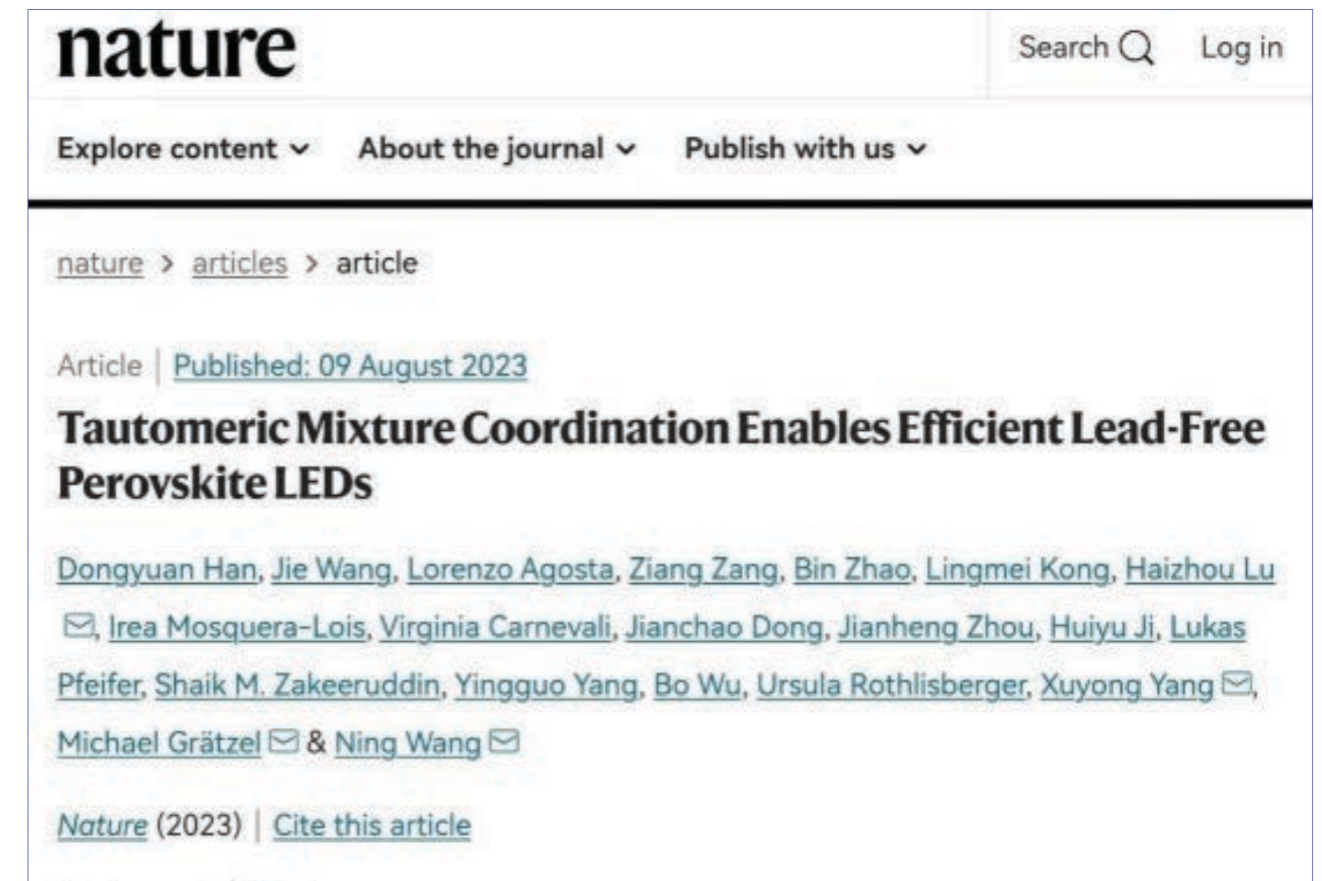 nature
Search Log in
Explore content About the journal Publish with us
nature > articles > article
Article | Published: 09 August 2023
Tautomeric Mixture Coordination Enables Efficient Lead-Free
Perovskite LEDs
Dongyuan Han, Jie Wang, Lorenzo Agosta, Ziang Zang, Bin Zhao, Lingmei Kong, Haizhou Lu
, Irea Mosquera-Lois, Virginia Carnevali, Jianchao Dong, Jianheng Zhou, Huiyu Ji, Lukas
Pfeifer, Shaik M. Zakeeruddin, Yingguo Yang, Bo Wu, Ursula Rothlisberger, Xuyong Yang ,
Michael Grätzel & Ning Wang
Nature (2023) | Cite this article